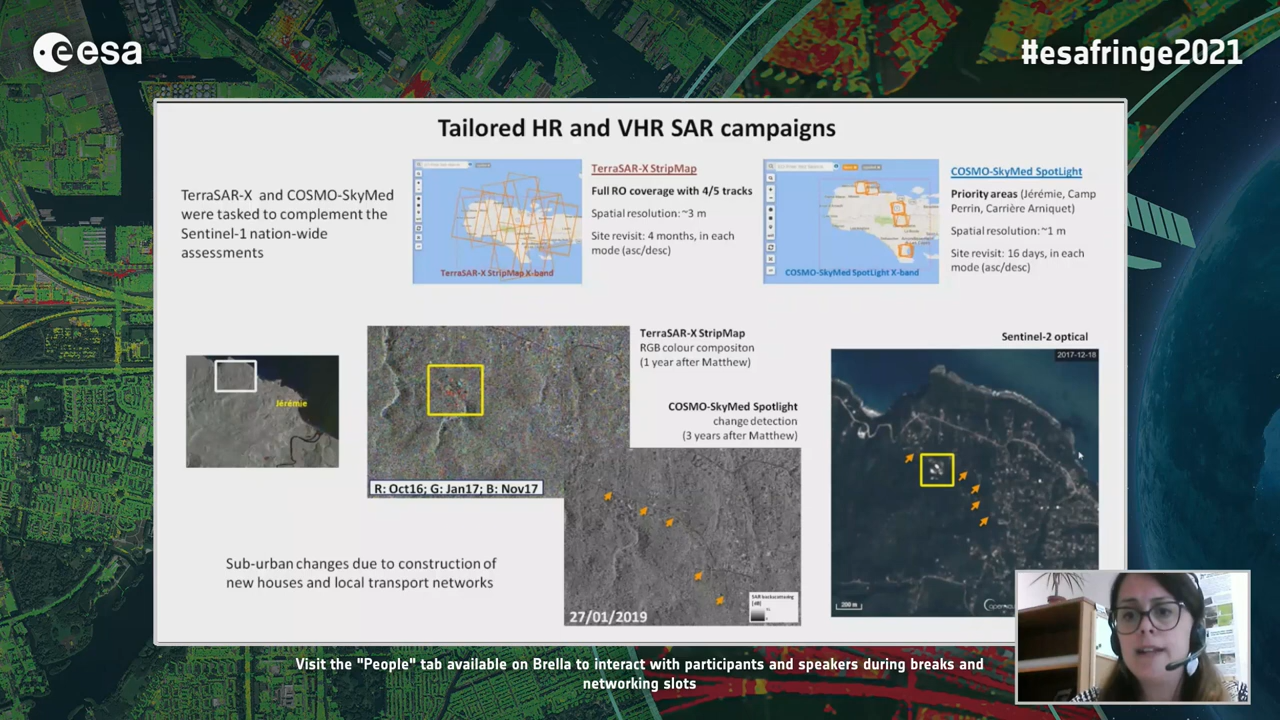 esa
#esafringe2021
Tailored HR and VHR SAR campaigns
TerraSAR-X and COSMO-SkyMed
were tasked to complement the
Sentinel-1 nation-wide
assessments
TerraSAR-X StripMap X-band
TerraSAR-X StripMap
Full RO coverage with 4/5 tracks
Spatial resolution: ~3 m
Site revisit: 4 months, in each
mode (asc/desc)
COSMO-SkyMed SpotLight X-band
COSMO-SkyMed SpotLight
Priority areas (Jérémie, Camp
Perrin, Carrière Arniquet)
Spatial resolution: ~1 m
Site revisit: 16 days, in each
mode (asc/desc)
Jérémie
R: Oct16; G: Jan17; B: Nov17
TerraSAR-X StripMap
RGB colour compositon
(1 year after Matthew)
COSMO-SkyMed Spotlight
change detection
(3 years after Matthew)
27/01/2019
SAR backscattering
[dB]
Sentinel-2 optical
2017-12-18
200 m
Sub-urban changes due to construction of
new houses and local transport networks
Visit the "People" tab available on Brella to interact with participants and speakers during breaks and
networking slots